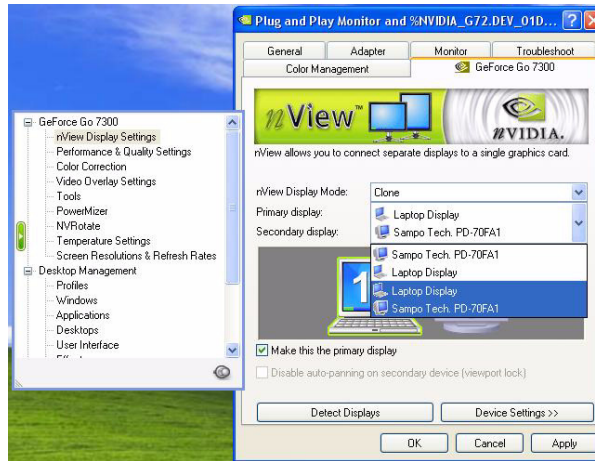 Plug and Play Monitor and %NVIDIA_G72.DEV_01D...
General Adapter Monitor Troubleshoot
Color Management GeForce Go 7300
nView™
NVIDIA.
nView allows you to connect separate displays to a single graphics card.
nView Display Mode: Clone
Primary display: Laptop Display
Secondary display: Sampo Tech. PD-70FA1
Sampo Tech. PD-70FA1
Laptop Display
Laptop Display
Sampo Tech. PD-70FA1
1
Make this the primary display
Disable auto-panning on secondary device (viewport lock)
Detect Displays Device Settings >>
OK Cancel Apply
GeForce Go 7300
nView Display Settings
Performance & Quality Settings
Color Correction
Video Overlay Settings
Tools
PowerMizer
NVRotate
Temperature Settings
Screen Resolutions & Refresh Rates
Desktop Management
Profiles
Windows
Applications
Desktops
User Interface